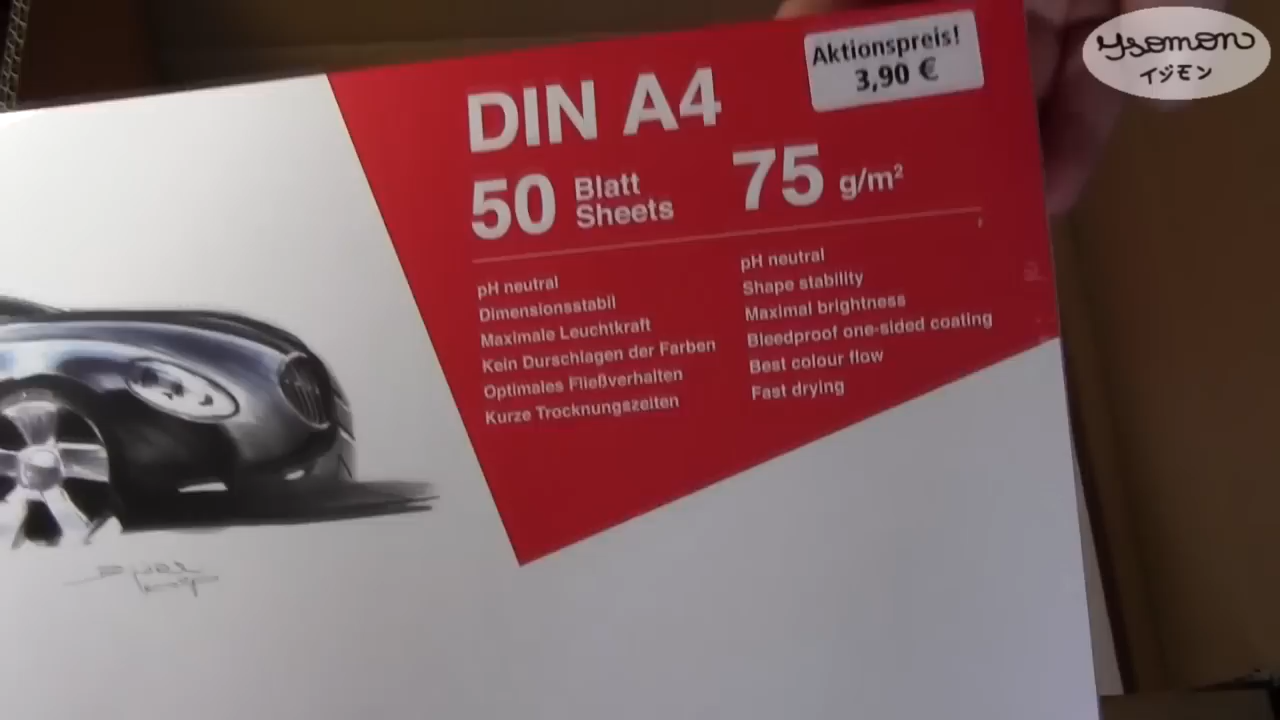 Ysomon
イジモン
Aktionspreis!
3,90 €
DIN A4
50 Blatt
Sheets
75 g/m²
pH neutral
Dimensionsstabil
Maximale Leuchtkraft
Kein Durschlagen der Farben
Optimales Fließverhalten
Kurze Trocknungszeiten
pH neutral
Shape stability
Maximal brightness
Bleedproof one-sided coating
Best colour flow
Fast drying